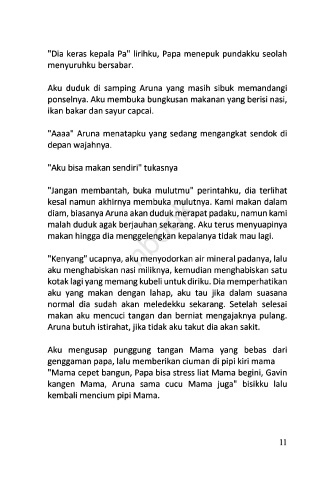 "Dia keras kepala Pa" lirihku, Papa menepuk pundakku seolah
menyuruhku bersabar.
Aku duduk di samping Aruna yang masih sibuk memandangi
ponselnya. Aku membuka bungkusan makanan yang berisi nasi,
ikan bakar dan sayur capcai.
"Aaaa" Aruna menatapku yang sedang mengangkat sendok di
depan wajahnya.
"Aku bisa makan sendiri" tukasnya
"Jangan membantah, buka mulutmu" perintahku, dia terlihat
kesal namun akhirnya membuka mulutnya. Kami makan dalam
diam, biasanya Aruna akan duduk merapat padaku, namun kami
malah duduk agak berjauhan sekarang. Aku terus menyuapinya
makan hingga dia menggelengkan kepalanya tidak mau lagi.
"Kenyang" ucapnya, aku menyodorkan air mineral padanya, lalu
aku menghabiskan nasi miliknya, kemudian menghabiskan satu
kotak lagi yang memang kubeli untuk diriku. Dia memperhatikan
aku yang makan dengan lahap, aku tau jika dalam suasana
normal dia sudah akan meledekku sekarang. Setelah selesai
makan aku mencuci tangan dan berniat mengajaknya pulang.
Aruna butuh istirahat, jika tidak aku takut dia akan sakit.
Aku mengusap punggung tangan Mama yang bebas dari
genggaman papa, lalu memberikan ciuman di pipi kiri mama
"Mama cepet bangun, Papa bisa stress liat Mama begini, Gavin
kangen Mama, Aruna sama cucu Mama juga" bisikku lalu
kembali mencium pipi Mama.
11